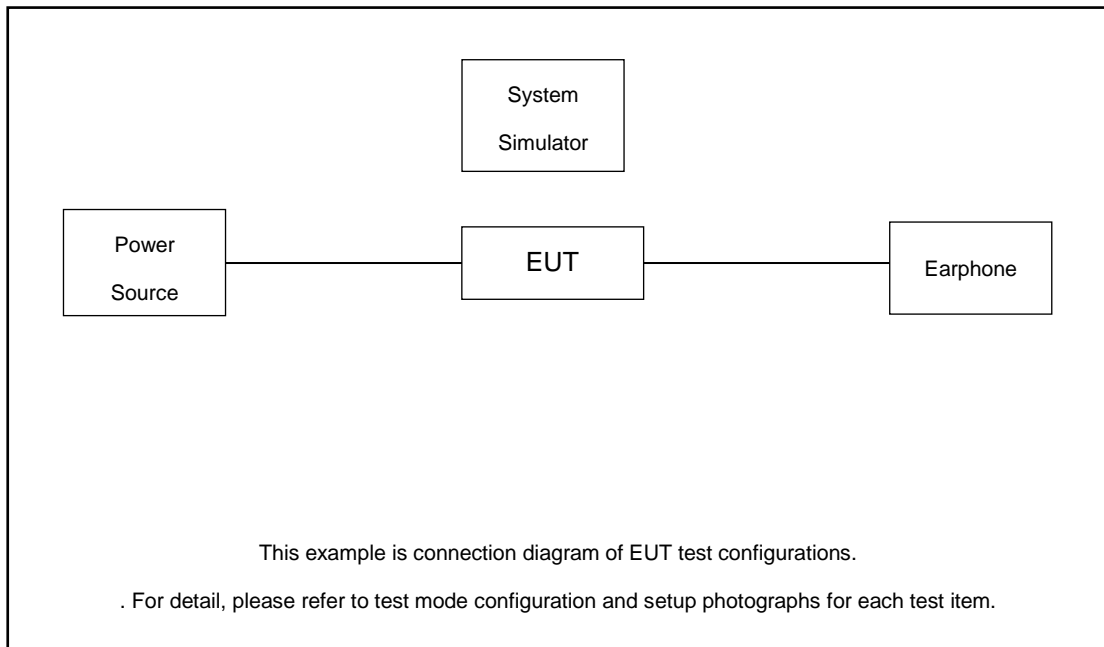 System
Simulator
Power
Source
EUT
Earphone
This example is connection diagram of EUT test configurations.
. For detail, please refer to test mode configuration and setup photographs for each test item.